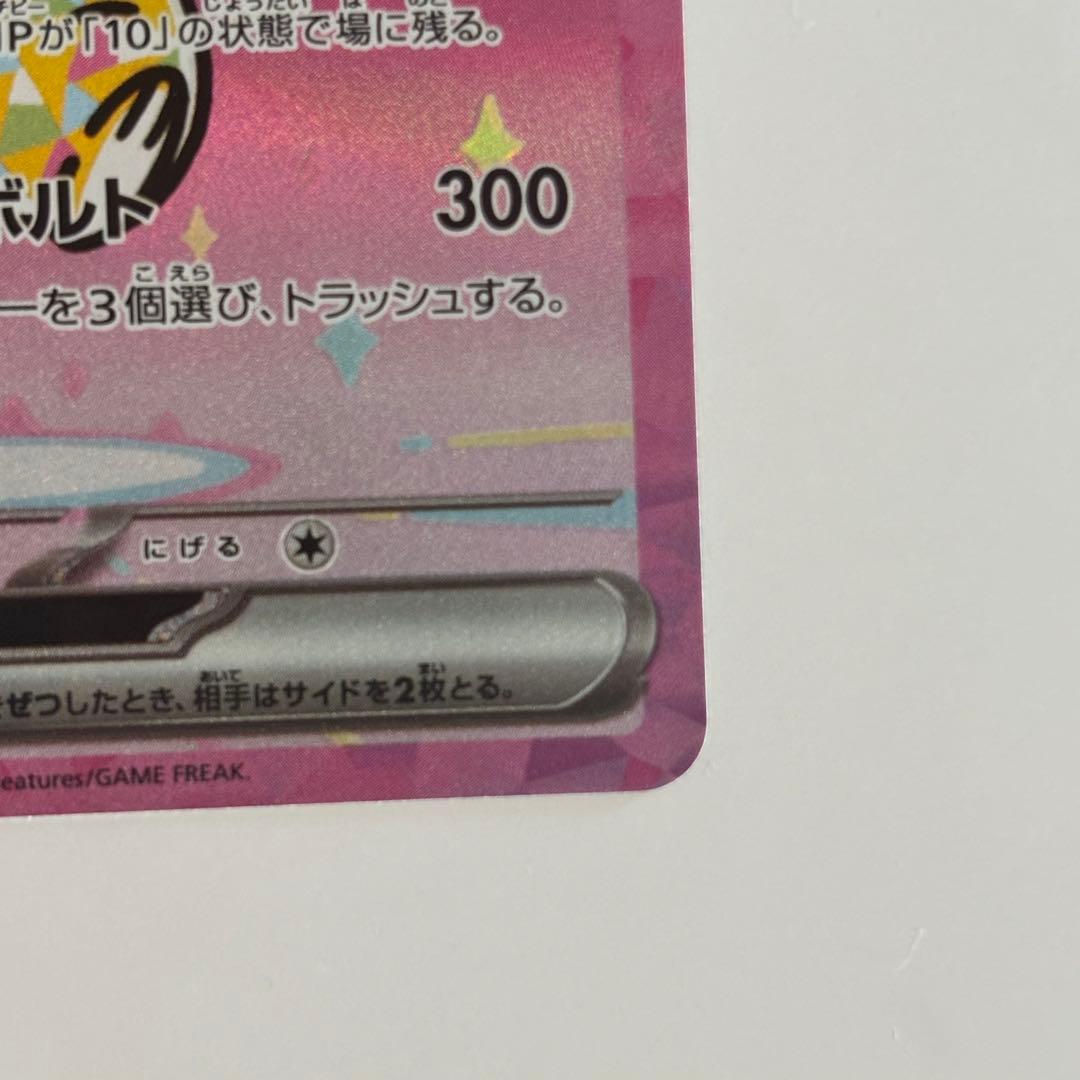 HPが「10」の状態で場に残る。
ボルト 300
ーを3個選び、トラッシュする。
にげる
ぜつしたとき、相手はサイドを2枚とる。
eatures/GAME FREAK.